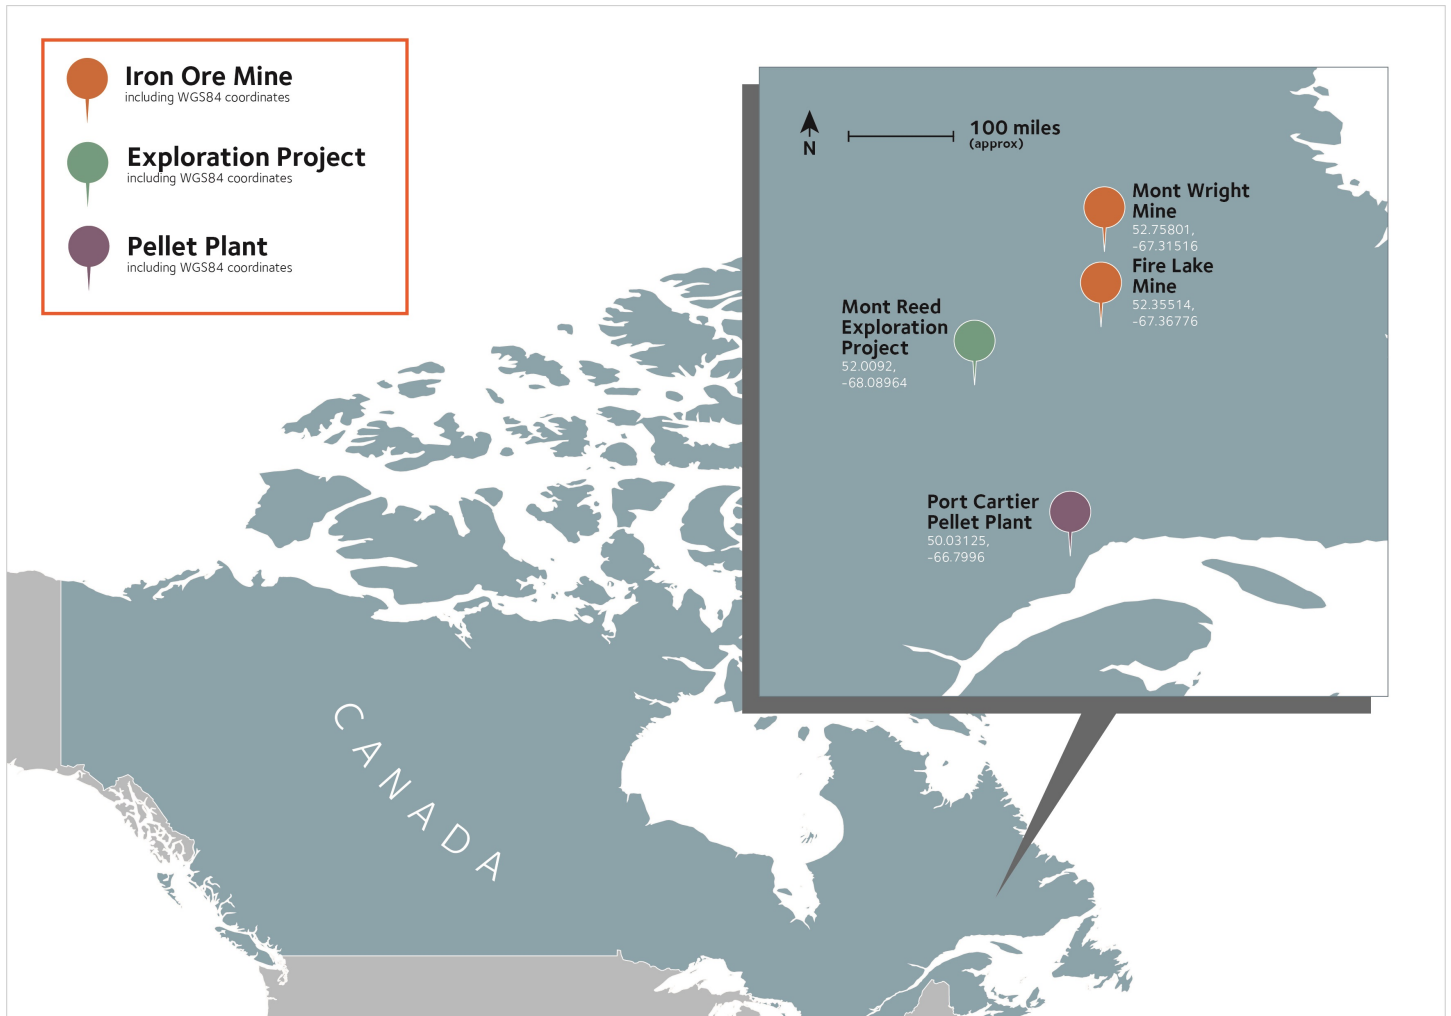 Iron Ore Mine
including WGS84 coordinates
Exploration Project
including WGS84 coordinates
Pellet Plant
including WGS84 coordinates
N
100 miles
(approx)
Mont Wright
Mine
52.75801,
-67.31516
Fire Lake
Mine
52.35514,
-67.36776
Mont Reed
Exploration
Project
52.0092,
-68.08964
Port Cartier
Pellet Plant
50.03125,
-66.7996
CANADA